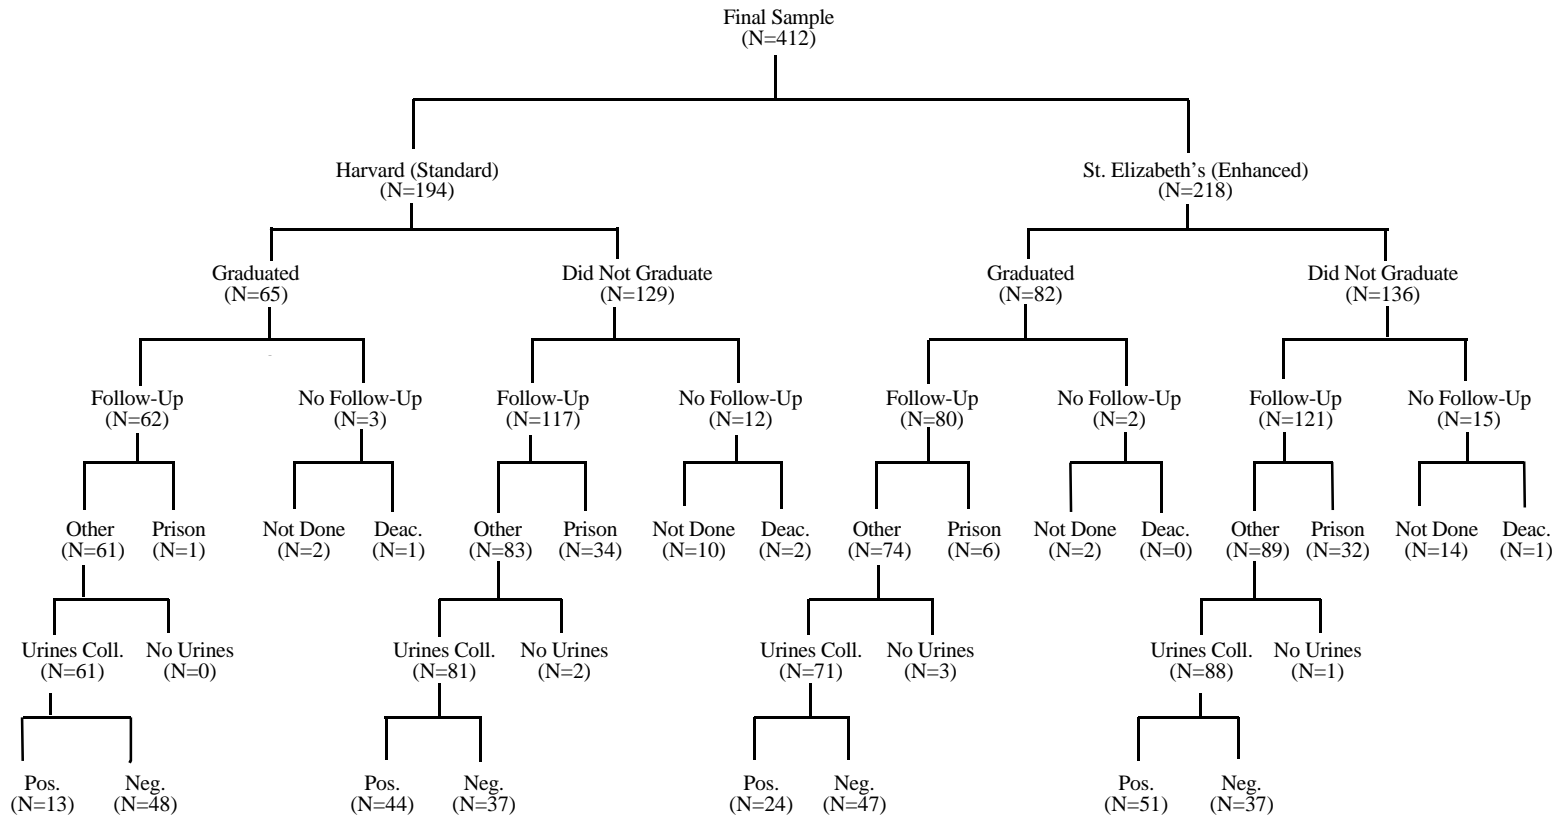 Final Sample
(N=412)
Harvard (Standard)
(N=194)
St. Elizabeth's (Enhanced)
(N=218)
Graduated
(N=65)
Did Not Graduate
(N=129)
Graduated
(N=82)
Did Not Graduate
(N=136)
Follow-Up
(N=62)
No Follow-Up
(N=3)
Follow-Up
(N=117)
No Follow-Up
(N=12)
Follow-Up
(N=80)
No Follow-Up
(N=2)
Follow-Up
(N=121)
No Follow-Up
(N=15)
Other
(N=61)
Prison
(N=1)
Not Done
(N=2)
Deac.
(N=1)
Other
(N=83)
Prison
(N=34)
Not Done
(N=10)
Deac.
(N=2)
Other
(N=74)
Prison
(N=6)
Not Done
(N=2)
Deac.
(N=0)
Other
(N=89)
Prison
(N=32)
Not Done
(N=14)
Deac.
(N=1)
Urines Coll.
(N=61)
No Urines
(N=0)
Urines Coll.
(N=81)
No Urines
(N=2)
Urines Coll.
(N=71)
No Urines
(N=3)
Urines Coll.
(N=88)
No Urines
(N=1)
Pos.
(N=13)
Neg.
(N=48)
Pos.
(N=44)
Neg.
(N=37)
Pos.
(N=24)
Neg.
(N=47)
Pos.
(N=51)
Neg.
(N=37)